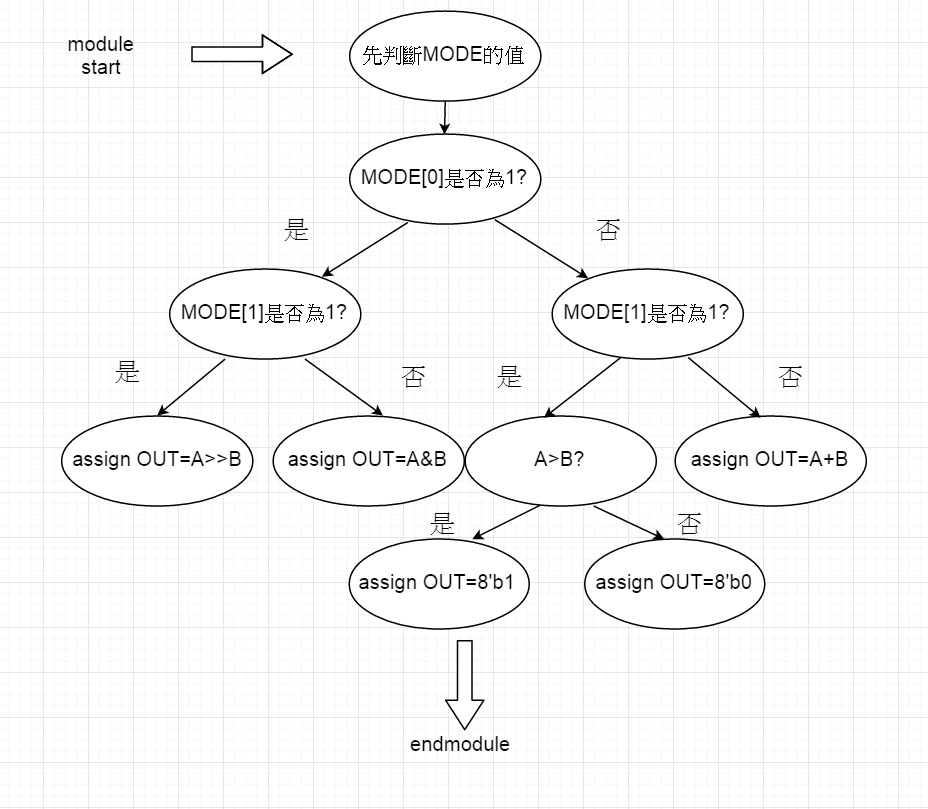 module
start
先判斷MODE的值
MODE[0]是否為1?
是
否
MODE[1]是否為1?
MODE[1]是否為1?
是
否
是
否
assign OUT=A>>B
assign OUT=A&B
A>B?
assign OUT=A+B
是
否
assign OUT=8'b1
assign OUT=8'b0
endmodule